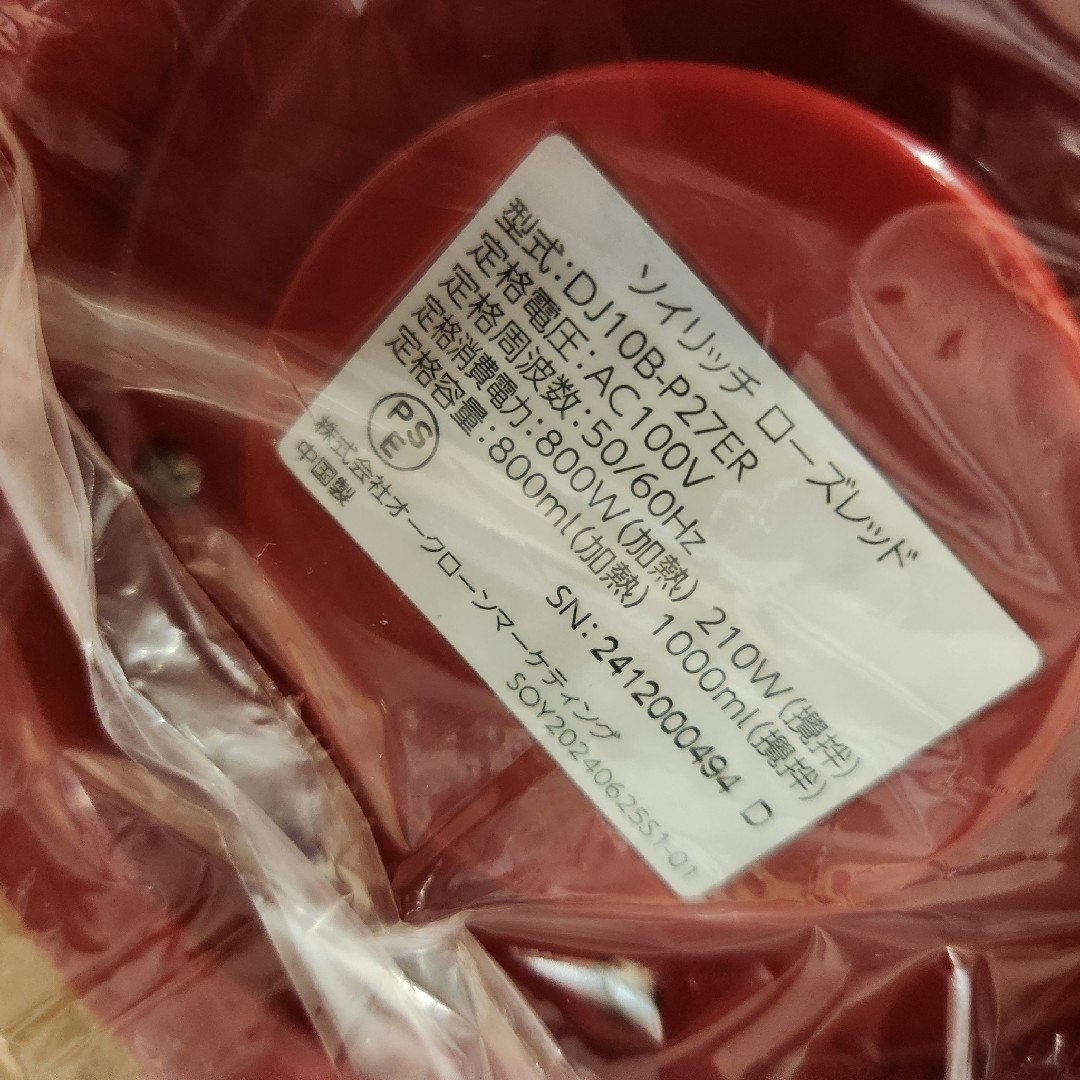 ソイリッチ ローズレッド
型式:DJ10B-P27ER
定格電圧:AC100V
定格周波数:50/60Hz
定格消費電力:800W(加熱) 210W(攪拌)
定格容量:800ml(加熱) 1000ml(攪拌)
PSE
SN:2412000494 D
株式会社オークローンマーケティング
中国製
SOY20240625S1-01